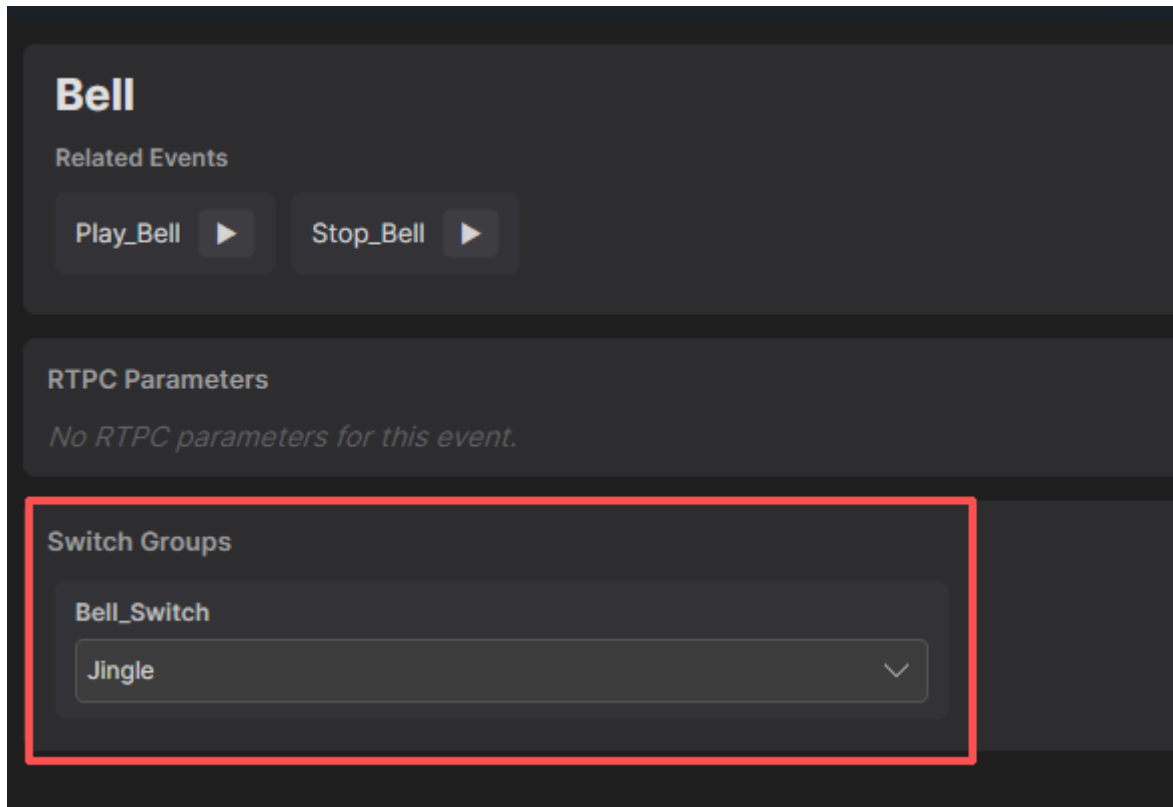 Bell
Related Events
Play_Bell
Stop_Bell
RTPC Parameters
No RTPC parameters for this event.
Switch Groups
Bell_Switch
Jingle